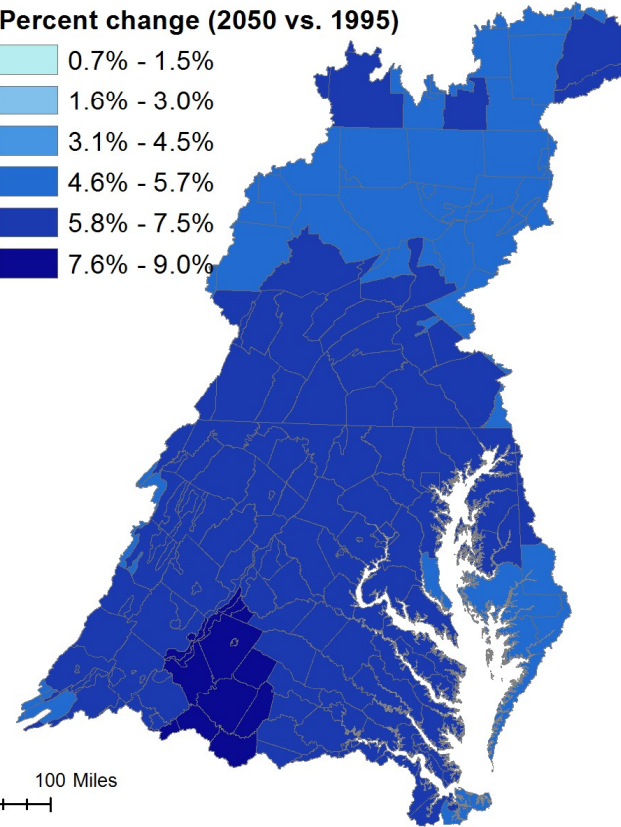 Percent change (2050 vs. 1995)
0.7% - 1.5%
1.6% - 3.0%
3.1% - 4.5%
4.6% - 5.7%
5.8% - 7.5%
7.6% - 9.0%
100 Miles